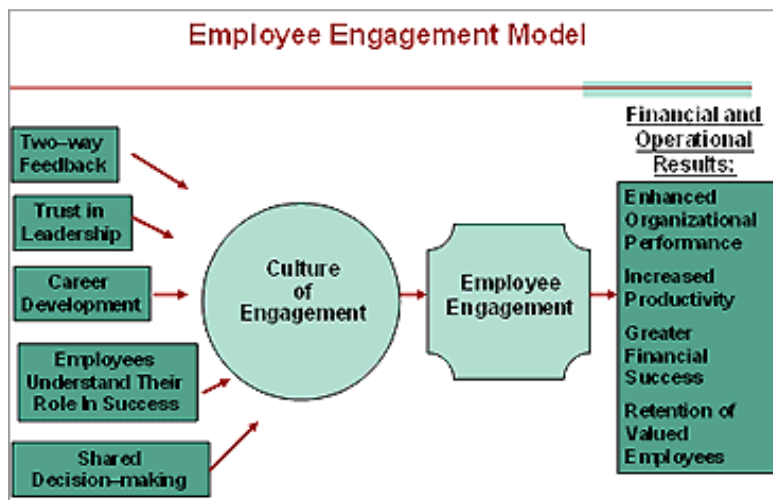 Employee Engagement Model
Two-way
Feedback
Trust in
Leadership
Career
Development
Employees
Understand Their
Role In Success
Shared
Decision-making
Culture
of
Engagement
Employee
Engagement
Financial and
Operational
Results:
Enhanced
Organizational
Performance
Increased
Productivity
Greater
Financial
Success
Retention of
Valued
Employees